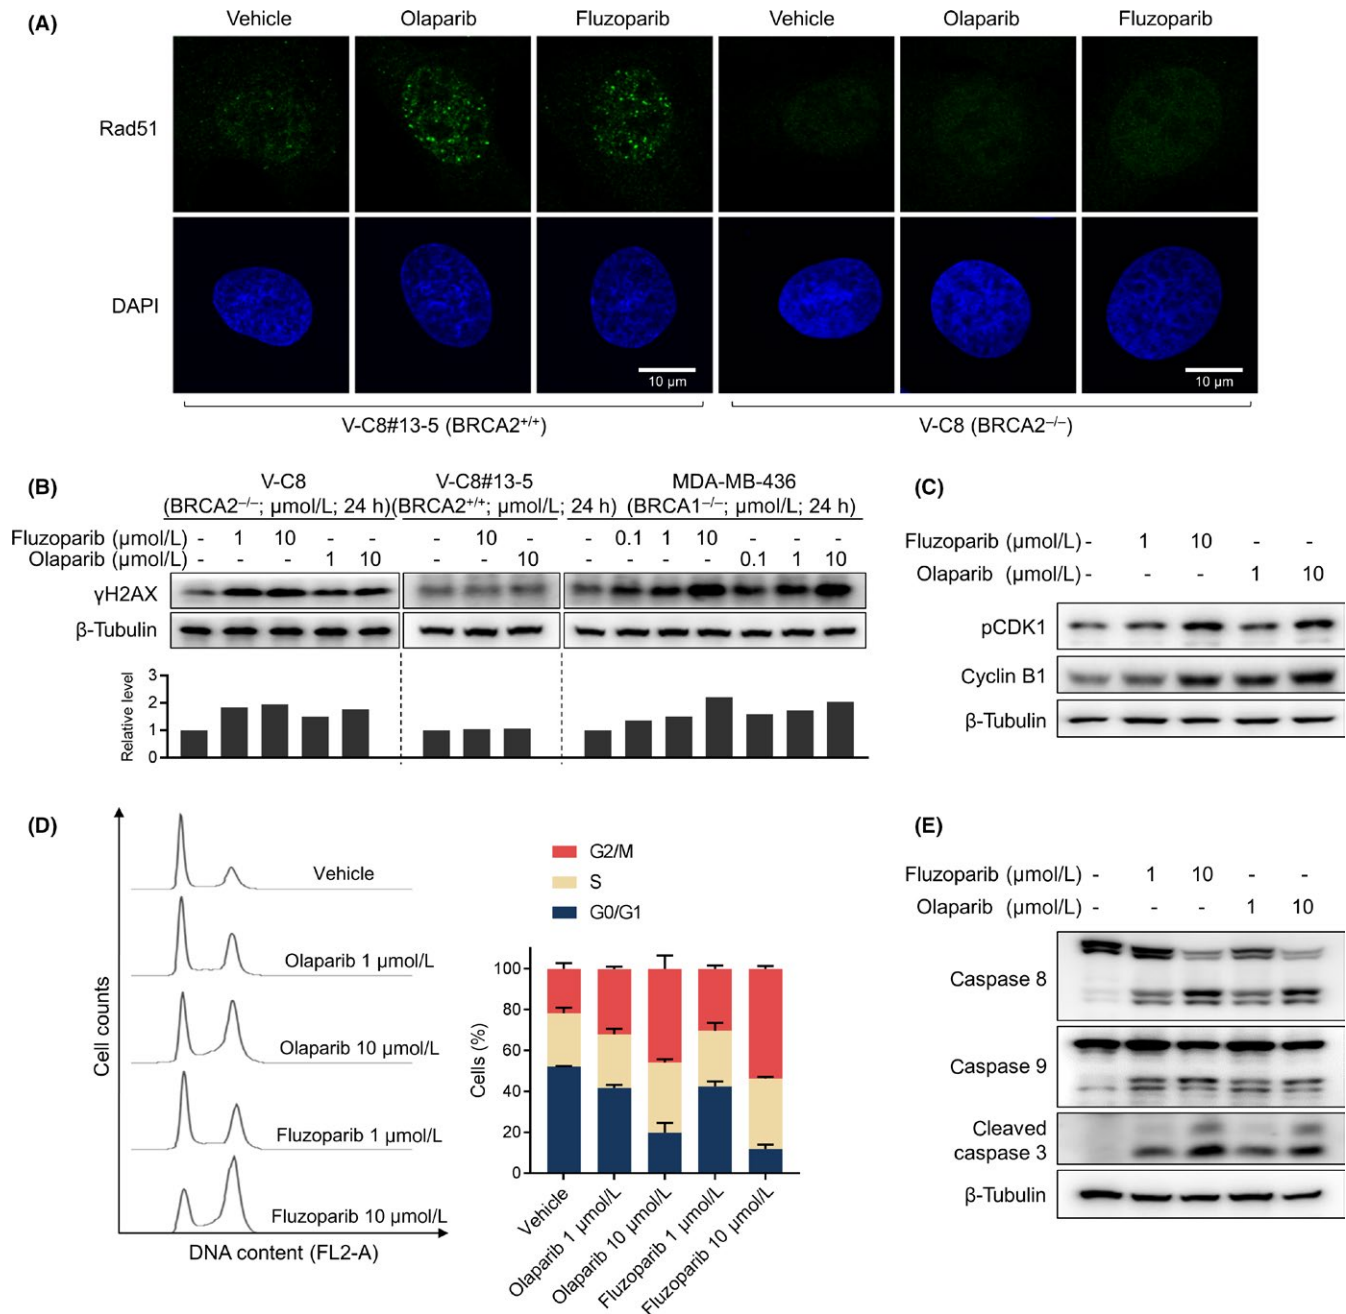 (A)
Vehicle Olaparib Fluzoparib Vehicle Olaparib Fluzoparib
Rad51
DAPI
10 µm 10 µm
V-C8#13-5 (BRCA2+/+) V-C8 (BRCA2–/–)
(B)
V-C8 V-C8#13-5 MDA-MB-436
(BRCA2–/–; µmol/L; 24 h) (BRCA2+/+; µmol/L; 24 h) (BRCA1–/–; µmol/L; 24 h)
Fluzoparib (µmol/L) - 1 10 - - - 10 - - 0.1 1 10 - - -
Olaparib (µmol/L) - - - 1 10 - - 10 - - - - 0.1 1 10
γH2AX
β-Tubulin
Relative level
3
2
1
0
(C)
Fluzoparib (µmol/L) - 1 10 - -
Olaparib (µmol/L) - - - 1 10
pCDK1
Cyclin B1
β-Tubulin
(D)
Cell counts
Vehicle
Olaparib 1 µmol/L
Olaparib 10 µmol/L
Fluzoparib 1 µmol/L
Fluzoparib 10 µmol/L
DNA content (FL2-A)
G2/M
S
G0/G1
Cells (%)
100
80
60
40
20
0
Vehicle
Olaparib 1 µmol/L
Olaparib 10 µmol/L
Fluzoparib 1 µmol/L
Fluzoparib 10 µmol/L
(E)
Fluzoparib (µmol/L) - 1 10 - -
Olaparib (µmol/L) - - - 1 10
Caspase 8
Caspase 9
Cleaved
caspase 3
β-Tubulin